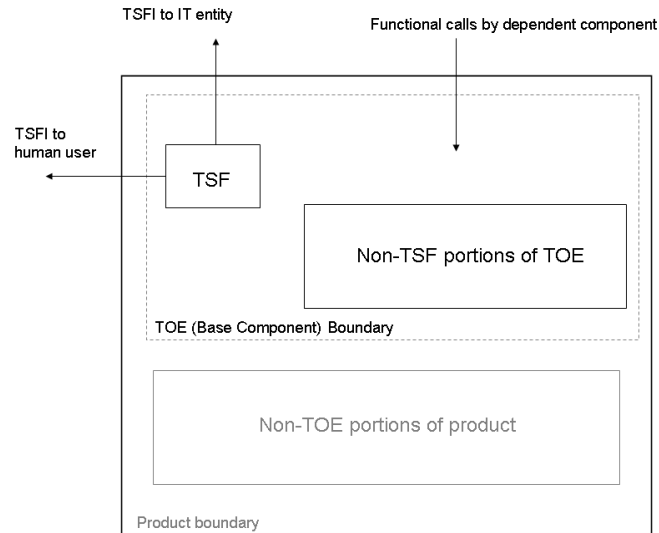 TSFI to IT entity
Functional calls by dependent component
TSFI to
human user
TSF
Non-TSF portions of TOE
TOE (Base Component) Boundary
Non-TOE portions of product
Product boundary